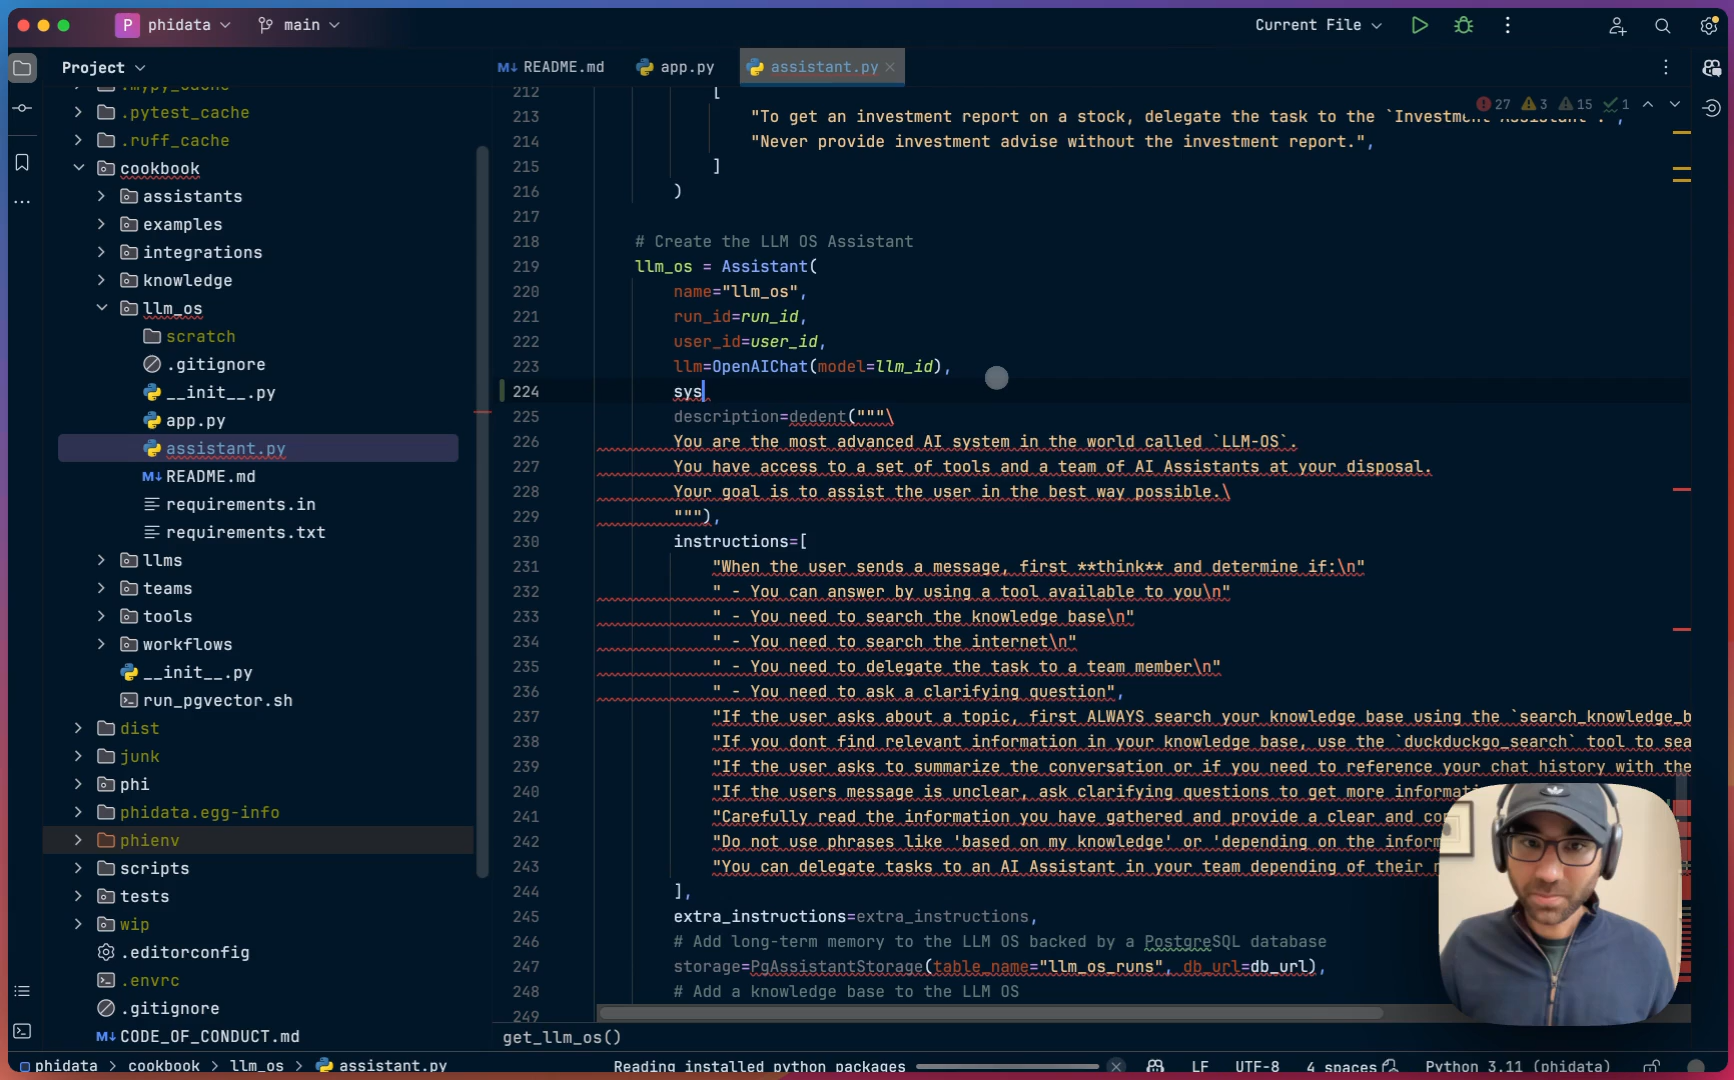 P phidata main Current File
Project
.mypy_cache
.pytest_cache
.ruff_cache
cookbook
assistants
examples
integrations
knowledge
llm_os
scratch
.gitignore
__init__.py
app.py
assistant.py
M↓ README.md
requirements.in
requirements.txt
llms
teams
tools
workflows
__init__.py
run_pgvector.sh
dist
junk
phi
phidata.egg-info
phienv
scripts
tests
wip
.editorconfig
.envrc
.gitignore
M↓ CODE_OF_CONDUCT.md
M↓ README.md app.py assistant.py
27 3 15 1
212 [
213 "To get an investment report on a stock, delegate the task to the `Investment Assistant`. ",
214 "Never provide investment advise without the investment report.",
215 ]
216 )
217
218 # Create the LLM OS Assistant
219 llm_os = Assistant(
220 name="llm_os",
221 run_id=run_id,
222 user_id=user_id,
223 llm=OpenAIChat(model=llm_id),
224 sys
225 description=dedent("""\
226 You are the most advanced AI system in the world called `LLM-OS`.
227 You have access to a set of tools and a team of AI Assistants at your disposal.
228 Your goal is to assist the user in the best way possible.\
229 """),
230 instructions=[
231 "When the user sends a message, first **think** and determine if:\n"
232 " - You can answer by using a tool available to you\n"
233 " - You need to search the knowledge base\n"
234 " - You need to search the internet\n"
235 " - You need to delegate the task to a team member\n"
236 " - You need to ask a clarifying question",
237 "If the user asks about a topic, first ALWAYS search your knowledge base using the `search_knowledge_b
238 "If you dont find relevant information in your knowledge base, use the `duckduckgo_search` tool to sea
239 "If the user asks to summarize the conversation or if you need to reference your chat history with the
240 "If the users message is unclear, ask clarifying questions to get more informati
241 "Carefully read the information you have gathered and provide a clear and co
242 "Do not use phrases like 'based on my knowledge' or 'depending on the inform
243 "You can delegate tasks to an AI Assistant in your team depending of their r
244 ],
245 extra_instructions=extra_instructions,
246 # Add long-term memory to the LLM OS backed by a PostgreSQL database
247 storage=PgAssistantStorage(table_name="llm_os_runs", db_url=db_url),
248 # Add a knowledge base to the LLM OS
249
get_llm_os()
phidata > cookbook > llm_os > assistant.py Reading installed python packages LF UTF-8 4 spaces Python 3.11 (phidata)